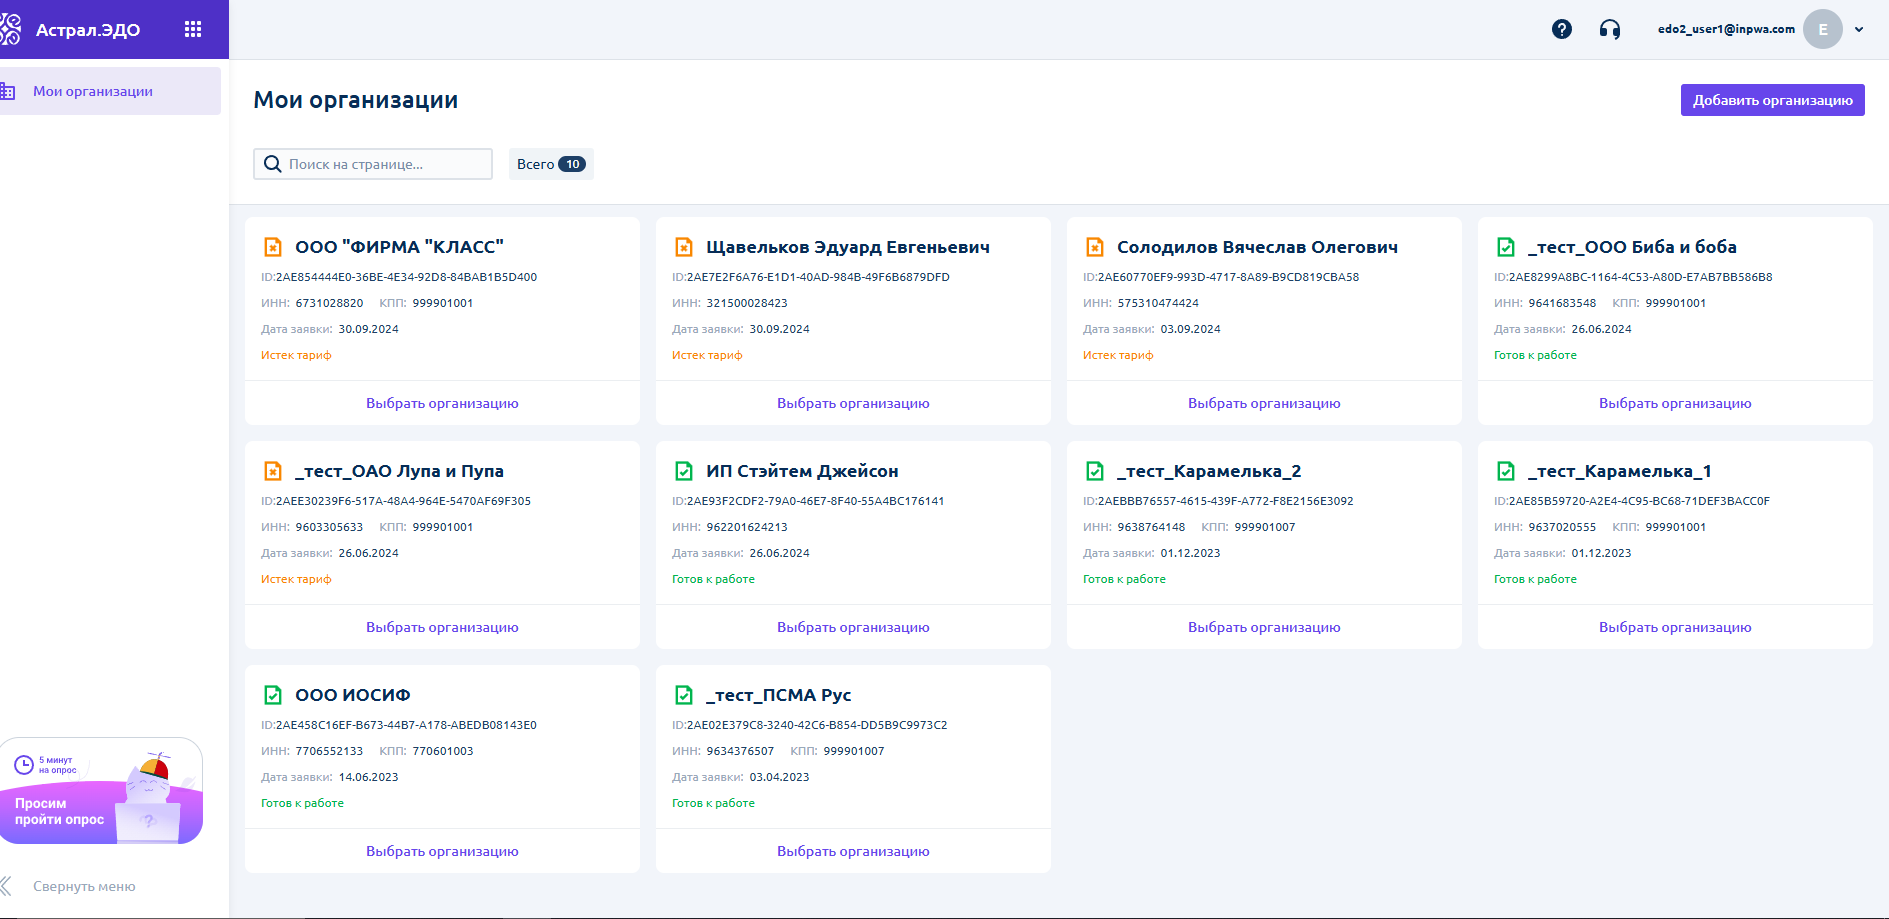 Астрал.ЭДО
edo2_user1@inpwa.com
E
Мои организации
Мои организации
Добавить организацию
Поиск на странице...
Всего 10
ООО "ФИРМА "КЛАСС"
ID:2AE854444E0-36BE-4E34-92D8-84BAB1B5D400
ИНН: 6731028820 КПП: 999901001
Дата заявки: 30.09.2024
Истек тариф
Выбрать организацию
Щавельков Эдуард Евгеньевич
ID:2AE7E2F6A76-E1D1-40AD-984B-49F6B6879DFD
ИНН: 321500028423
Дата заявки: 30.09.2024
Истек тариф
Выбрать организацию
Солодилов Вячеслав Олегович
ID:2AE60770EF9-993D-4717-8A89-B9CD819CBA58
ИНН: 575310474424
Дата заявки: 03.09.2024
Истек тариф
Выбрать организацию
_тест_ООО Биба и боба
ID:2AE8299A8BC-1164-4C53-A80D-E7AB7BB586B8
ИНН: 9641683548 КПП: 999901001
Дата заявки: 26.06.2024
Готов к работе
Выбрать организацию
_тест_ОАО Лупа и Пупа
ID:2AEE30239F6-517A-48A4-964E-5470AF69F305
ИНН: 9603305633 КПП: 999901001
Дата заявки: 26.06.2024
Истек тариф
Выбрать организацию
ИП Стэйтем Джейсон
ID:2AE93F2CDF2-79A0-46E7-8F40-55A4BC176141
ИНН: 962201624213
Дата заявки: 26.06.2024
Готов к работе
Выбрать организацию
_тест_Карамелька_2
ID:2AEBBB76557-4615-439F-A772-F8E2156E3092
ИНН: 9638764148 КПП: 999901007
Дата заявки: 01.12.2023
Готов к работе
Выбрать организацию
_тест_Карамелька_1
ID:2AE85B59720-A2E4-4C95-BC68-71DEF3BACC0F
ИНН: 9637020555 КПП: 999901001
Дата заявки: 01.12.2023
Готов к работе
Выбрать организацию
ООО ИОСИФ
ID:2AE458C16EF-B673-44B7-A178-ABEDB08143E0
ИНН: 7706552133 КПП: 770601003
Дата заявки: 14.06.2023
Готов к работе
Выбрать организацию
_тест_ПСМА Рус
ID:2AE02E379C8-3240-42C6-B854-DD5B9C9973C2
ИНН: 9634376507 КПП: 999901007
Дата заявки: 03.04.2023
Готов к работе
Выбрать организацию
5 минут
на опрос
Просим
пройти опрос
?
Свернуть меню